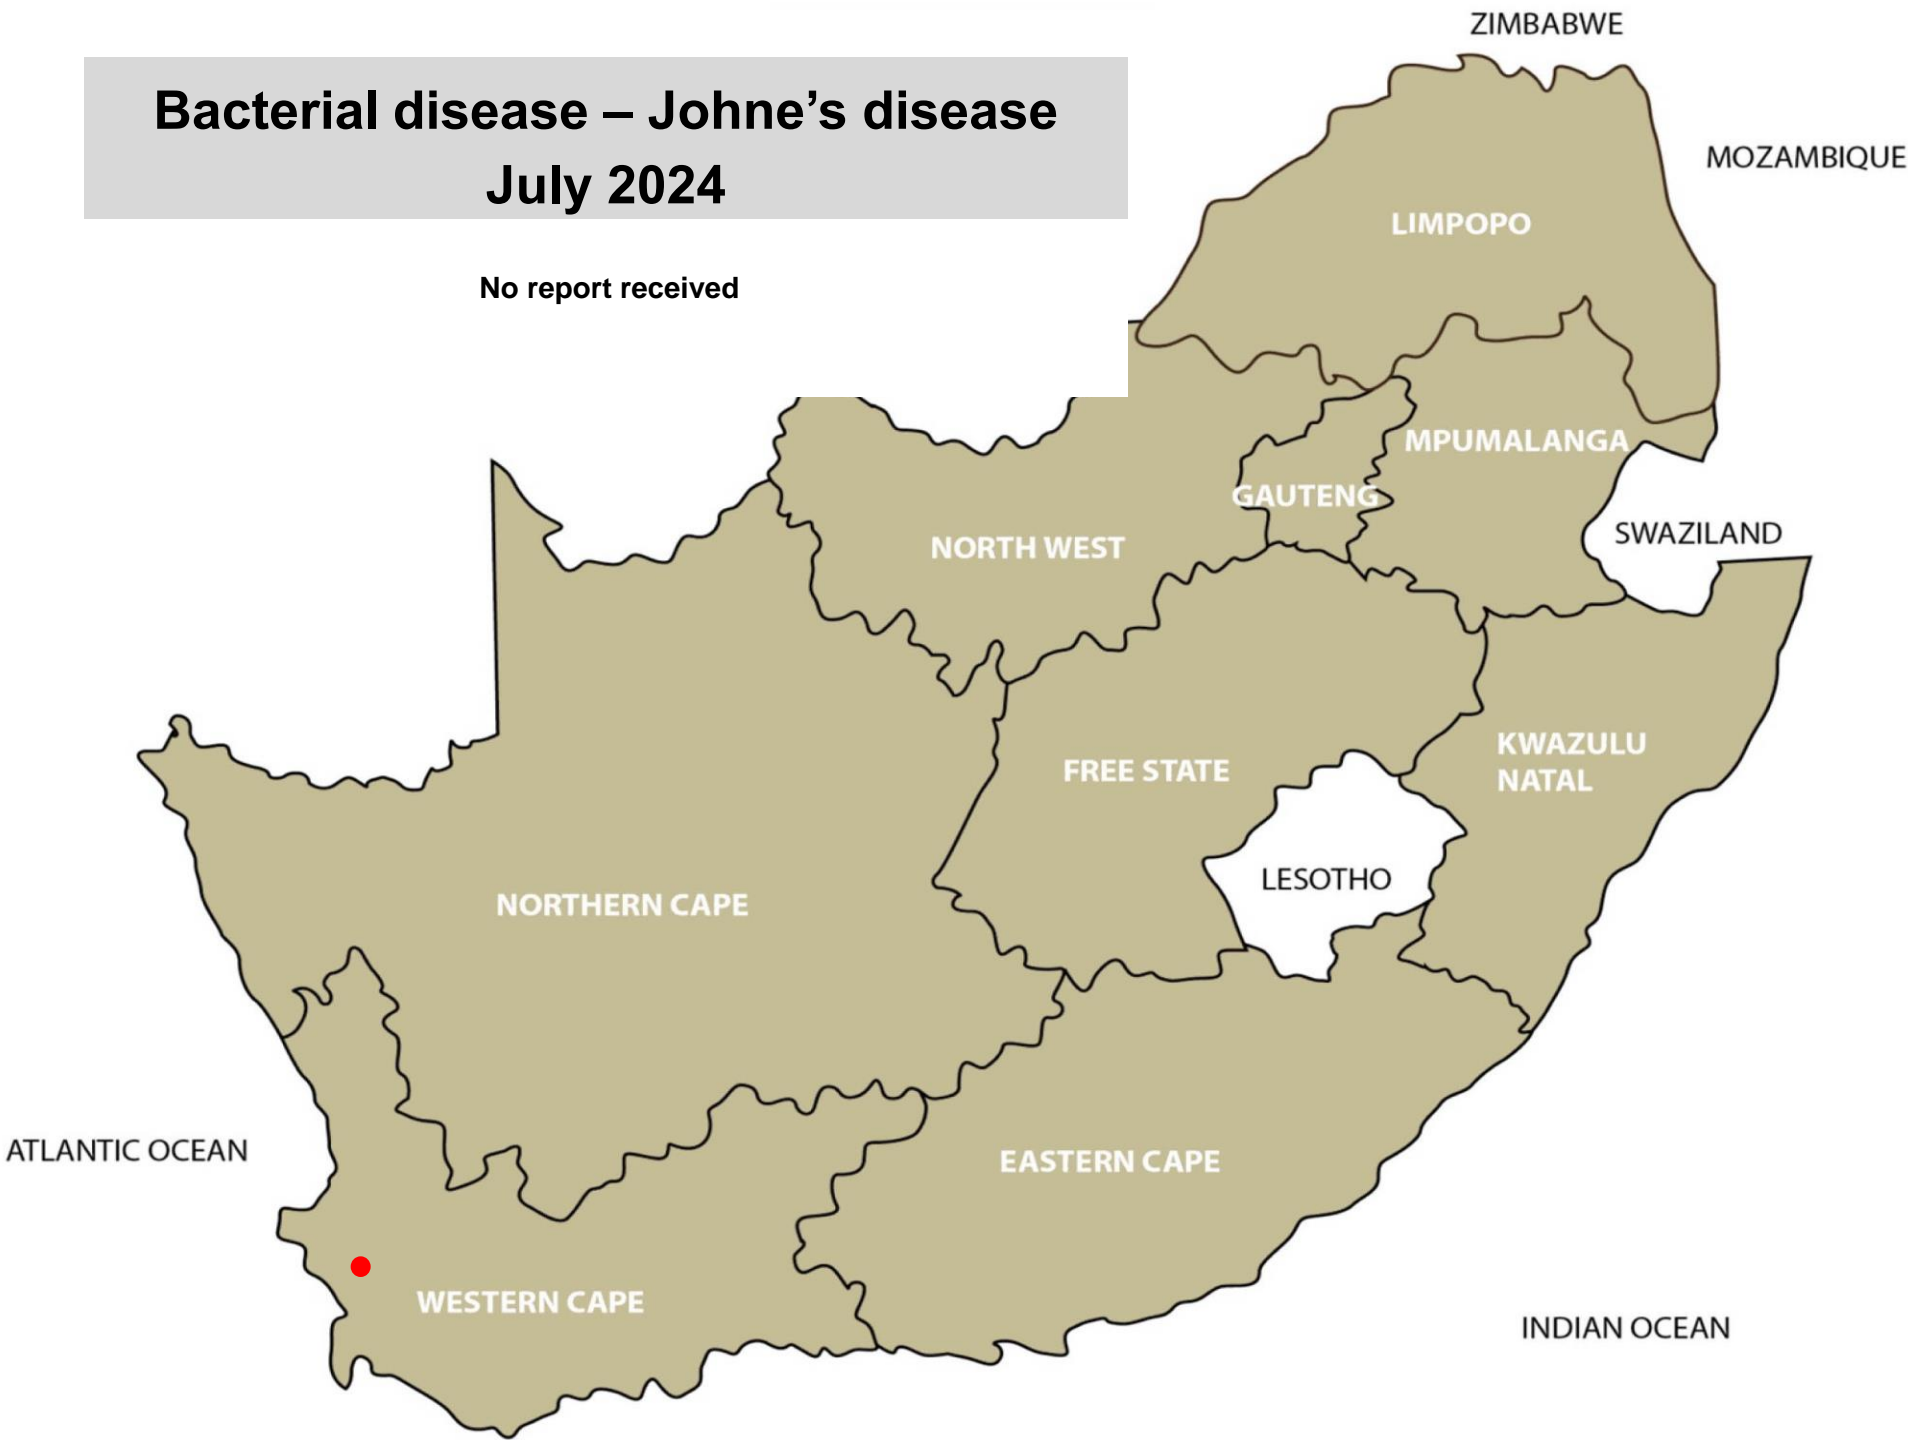 ZIMBABWE
Bacterial disease – Johne’s disease
July 2024
MOZAMBIQUE
LIMPOPO
No report received
MPUMALANGA
GAUTENG
SWAZILAND
NORTH WEST
KWAZULU
NATAL
FREE STATE
LESOTHO
NORTHERN CAPE
ATLANTIC OCEAN
EASTERN CAPE
WESTERN CAPE
INDIAN OCEAN